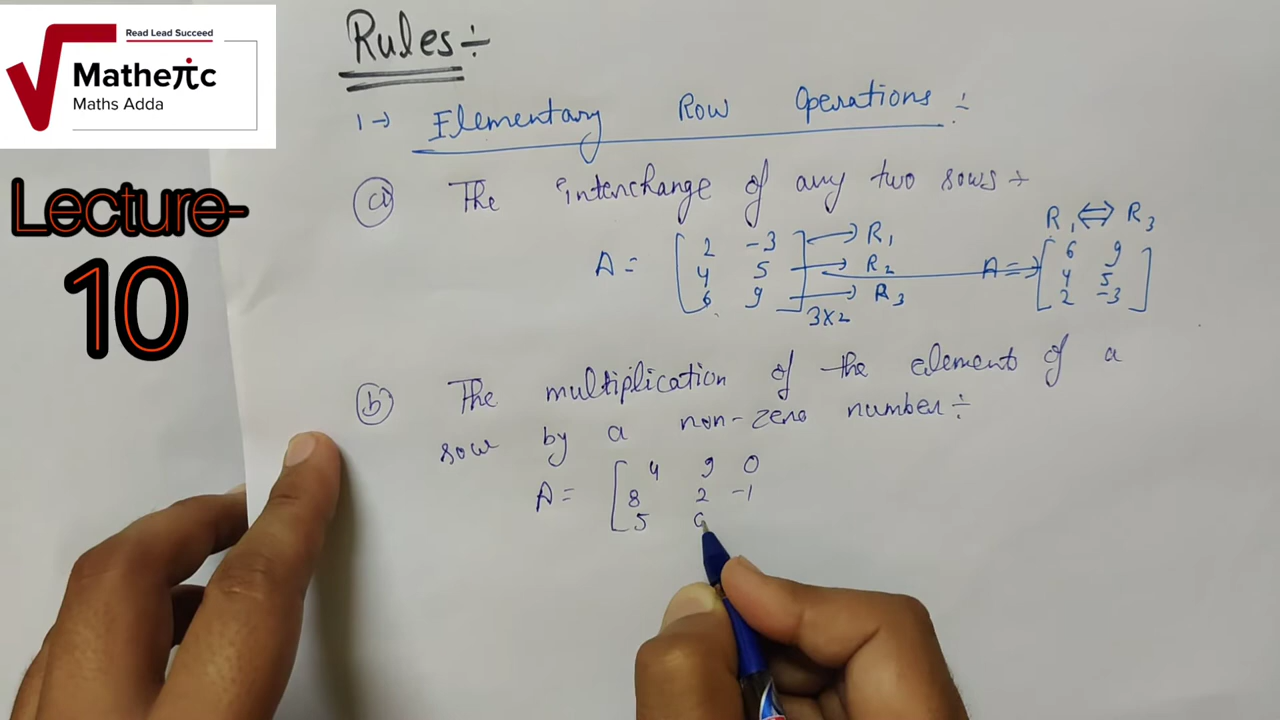 Read Lead Succeed
Matheπc
Maths Adda
Lecture-
10
Rules÷
1→ Elementary Row Operations ÷
(a) The interchange of any two rows ÷
R1 ⇔ R3
A = [ 2 -3 ] → R1
4 5 → R2 A = ⇒ [ 6 9 ]
6 9 → R3 4 5
3×2 2 -3
(b) The multiplication of the element of a
row by a non-zero number ÷
A = [ 4 9 0
8 2 -1
5